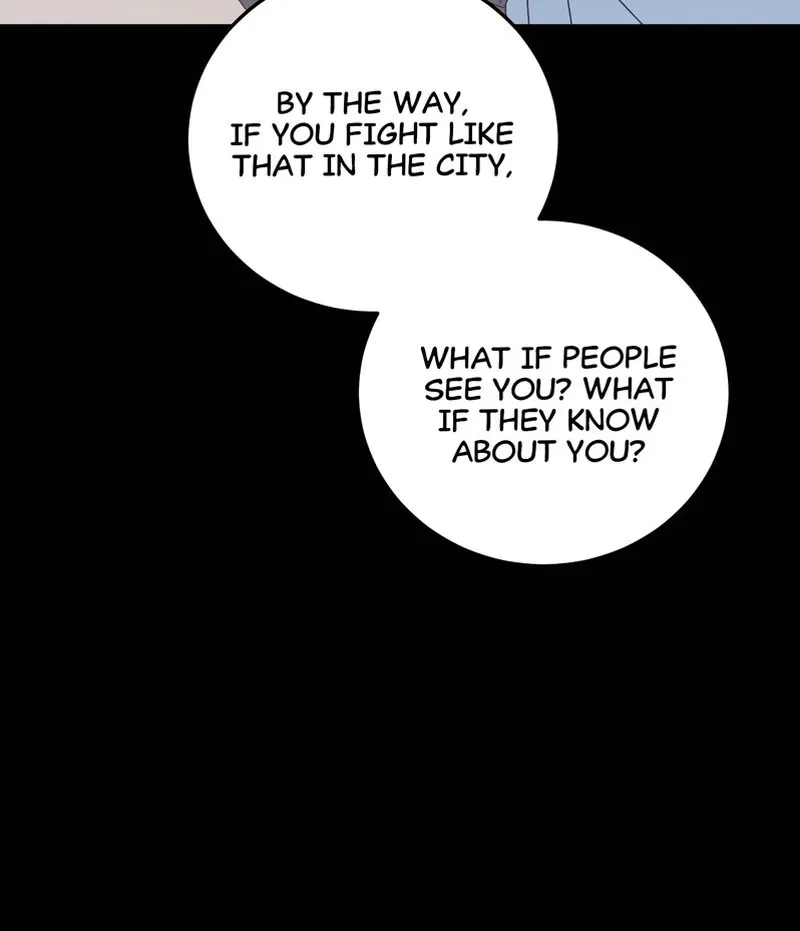 BY THE WAY,
IF YOU FIGHT LIKE
THAT IN THE CITY,
WHAT IF PEOPLE
SEE YOU? WHAT
IF THEY KNOW
ABOUT YOU?